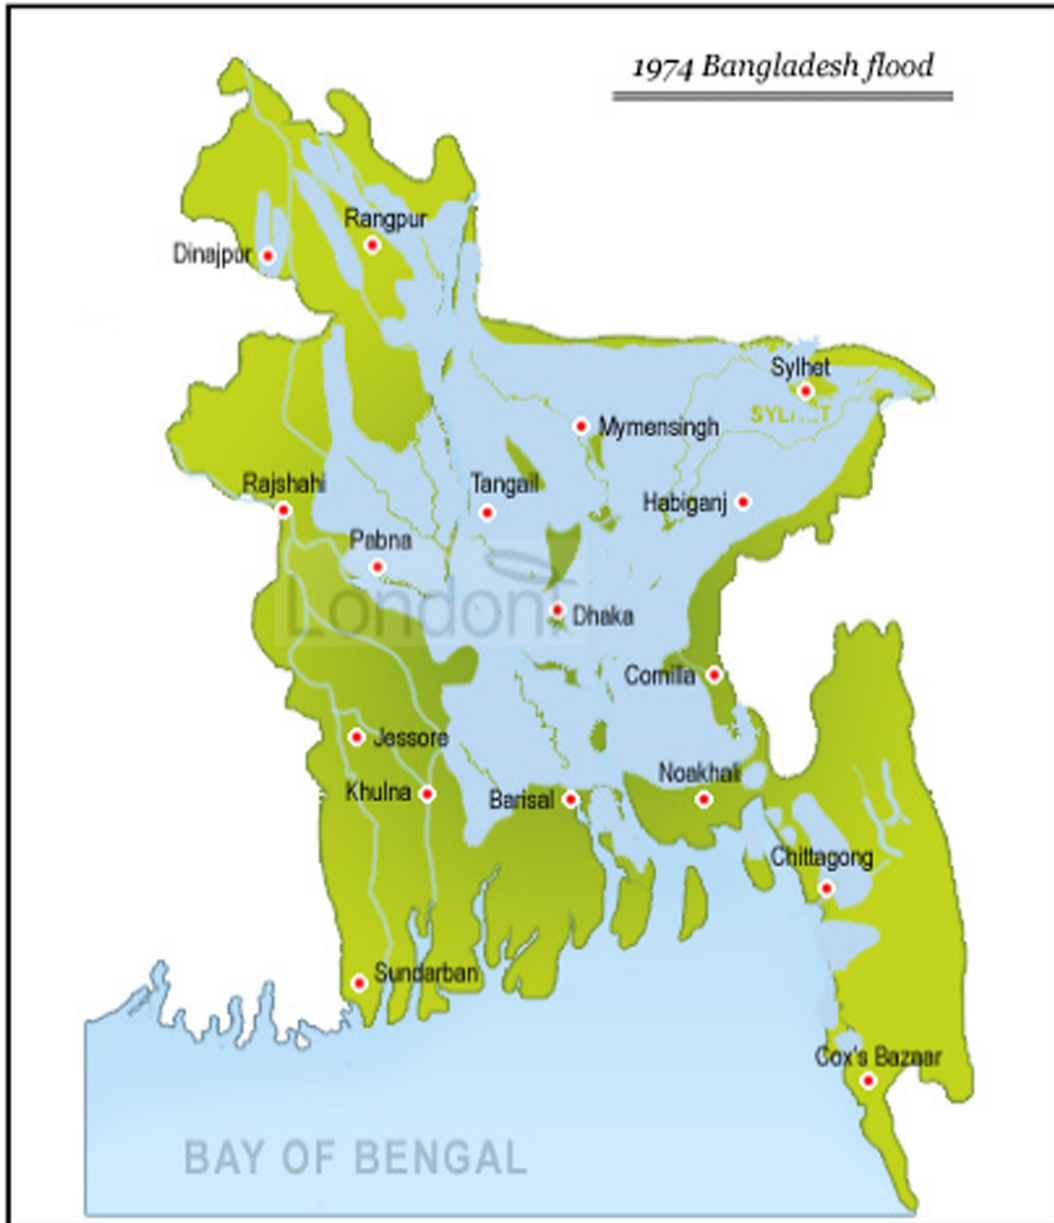 1974 Bangladesh flood
Rangpur
Dinajpur
Sylhet
Mymensingh
Rajshahi
Tangail
Habiganj
Pabna
London
Dhaka
Comilla
Jessore
Noakhali
Khulna
Barisal
Chittagong
Sundarban
Cox's Bazaar
BAY OF BENGAL